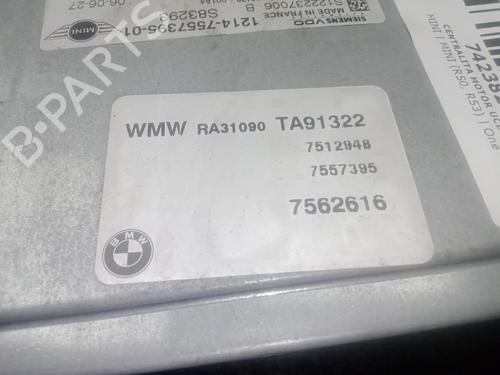 06-06-27
MINI
1214-7557395-01
S83293
B
MADE IN FRANCE
S122237006
SIEMENS VDO
CENTRALITA MOTOR UCE
MINI | MINI (R50, R53) | One
WMW RA31090 TA91322
7512948
7557395
7562616
BMW
B-PARTS